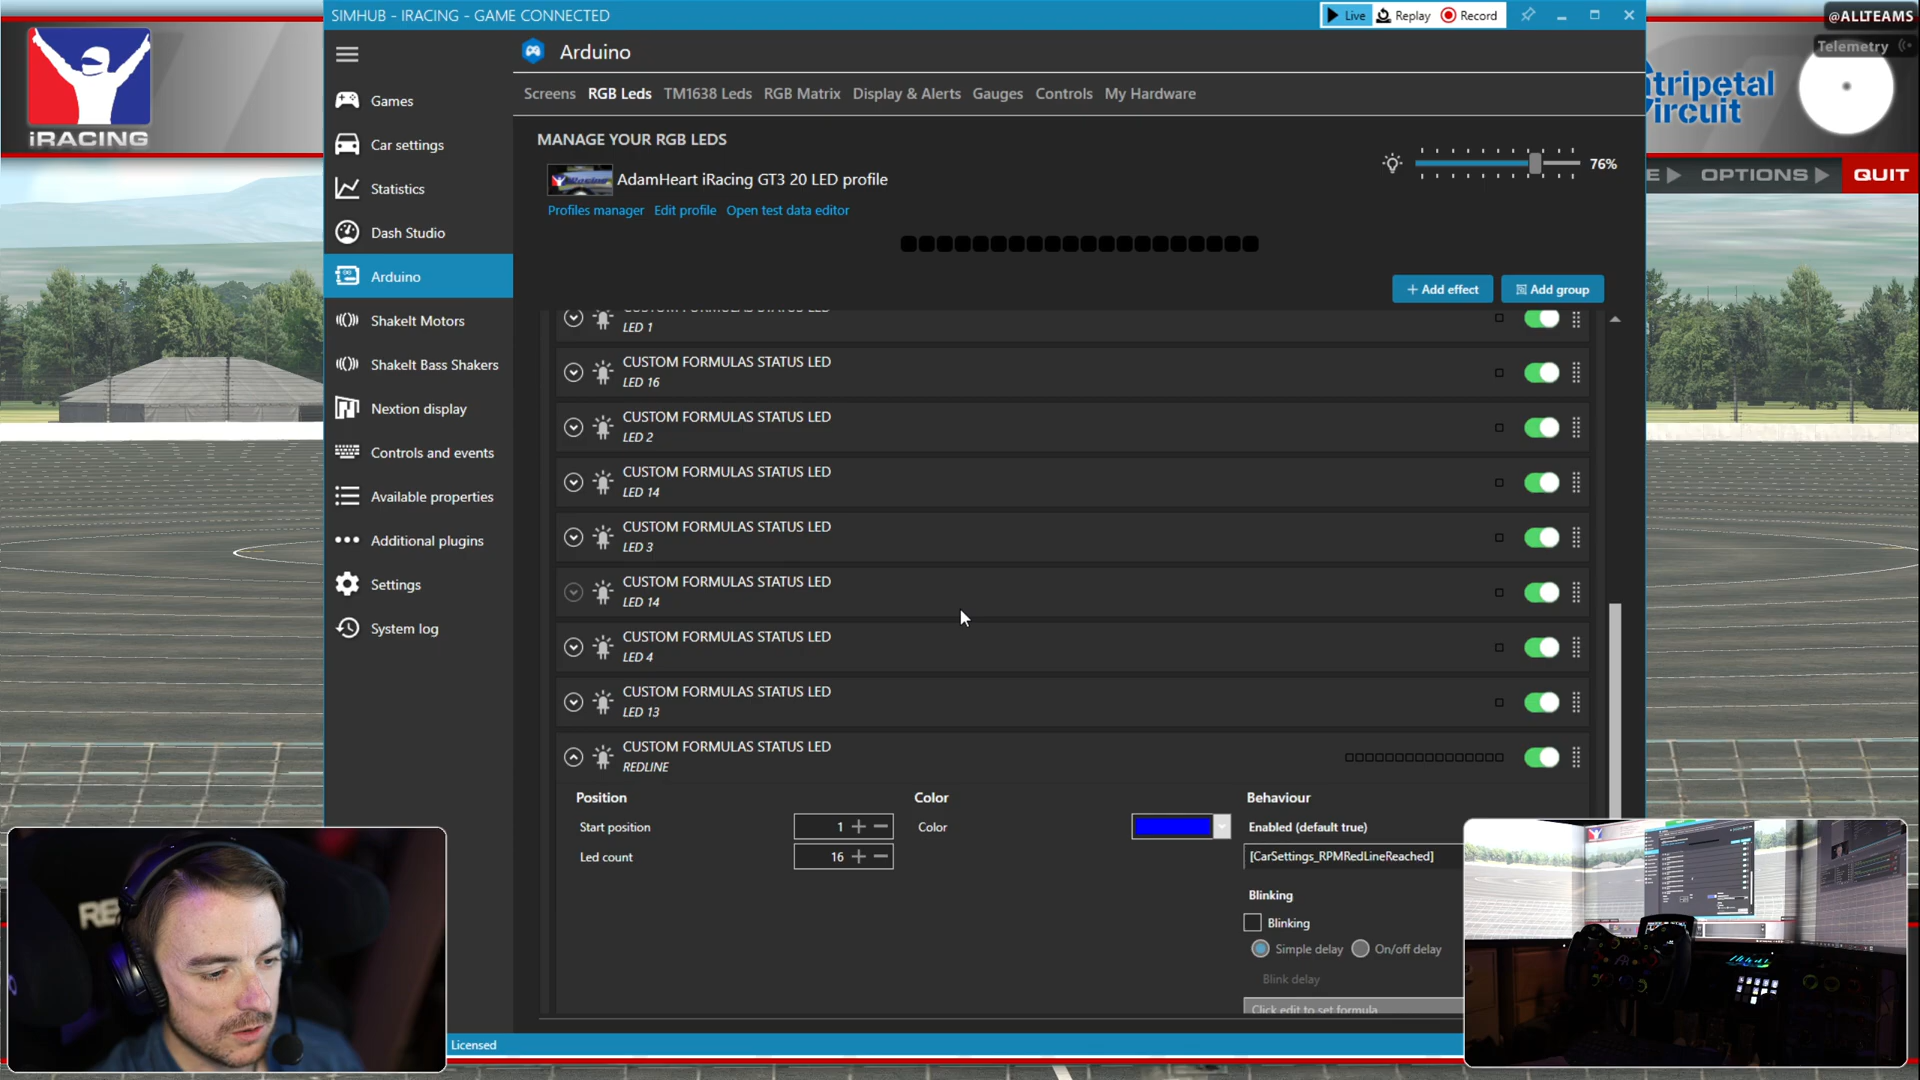 SIMHUB - IRACING - GAME CONNECTED
Live
Replay
Record
@ALLTEAMS
Telemetry
iRACING
tripetal
ircuit
OPTIONS
QUIT
Games
Car settings
Statistics
Dash Studio
Arduino
ShakeIt Motors
ShakeIt Bass Shakers
Nextion display
Controls and events
Available properties
Additional plugins
Settings
System log
Arduino
Screens RGB Leds TM1638 Leds RGB Matrix Display & Alerts Gauges Controls My Hardware
MANAGE YOUR RGB LEDS
AdamHeart iRacing GT3 20 LED profile
76%
Profiles manager Edit profile Open test data editor
Add effect
Add group
CUSTOM FORMULAS STATUS LED
LED 1
CUSTOM FORMULAS STATUS LED
LED 16
CUSTOM FORMULAS STATUS LED
LED 2
CUSTOM FORMULAS STATUS LED
LED 14
CUSTOM FORMULAS STATUS LED
LED 3
CUSTOM FORMULAS STATUS LED
LED 14
CUSTOM FORMULAS STATUS LED
LED 4
CUSTOM FORMULAS STATUS LED
LED 13
CUSTOM FORMULAS STATUS LED
REDLINE
Position
Start position 1
Led count 16
Color
Color
Behaviour
Enabled (default true)
[CarSettings_RPMRedLineReached]
Blinking
Blinking
Simple delay
On/off delay
Blink delay
Click edit to set formula
Licensed